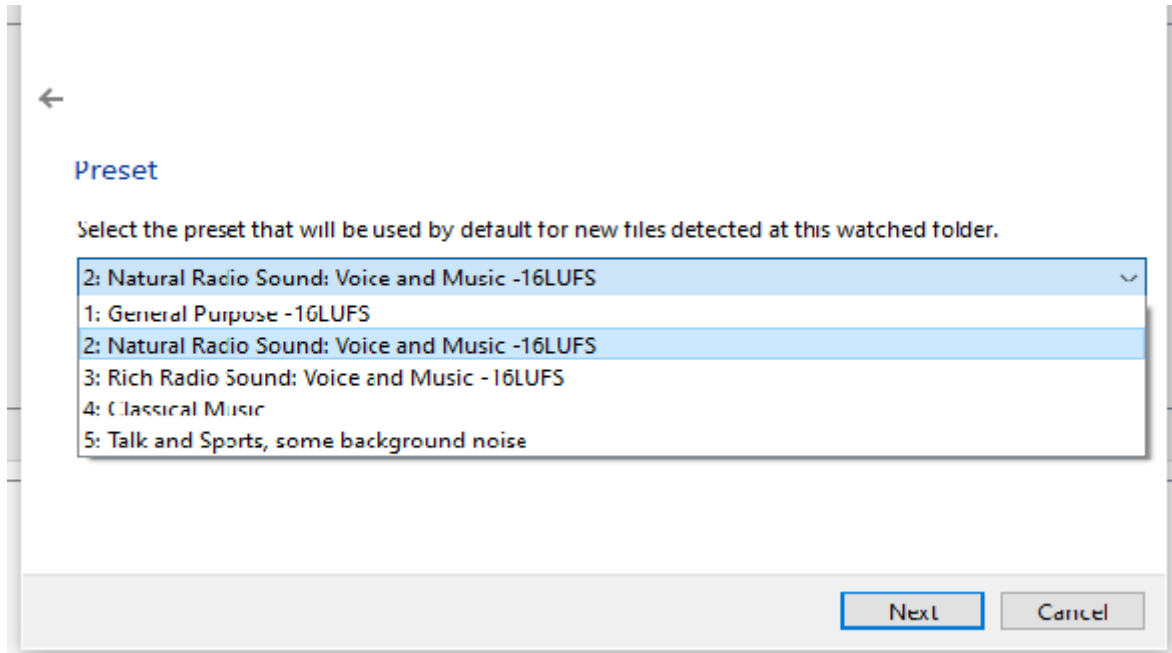 Preset
Select the preset that will be used by default for new files detected at this watched folder.
2: Natural Radio Sound: Voice and Music -16LUFS
1: General Purpose -16LUFS
2: Natural Radio Sound: Voice and Music -16LUFS
3: Rich Radio Sound: Voice and Music -16LUFS
4: Classical Music
5: Talk and Sports, some background noise
Next Cancel